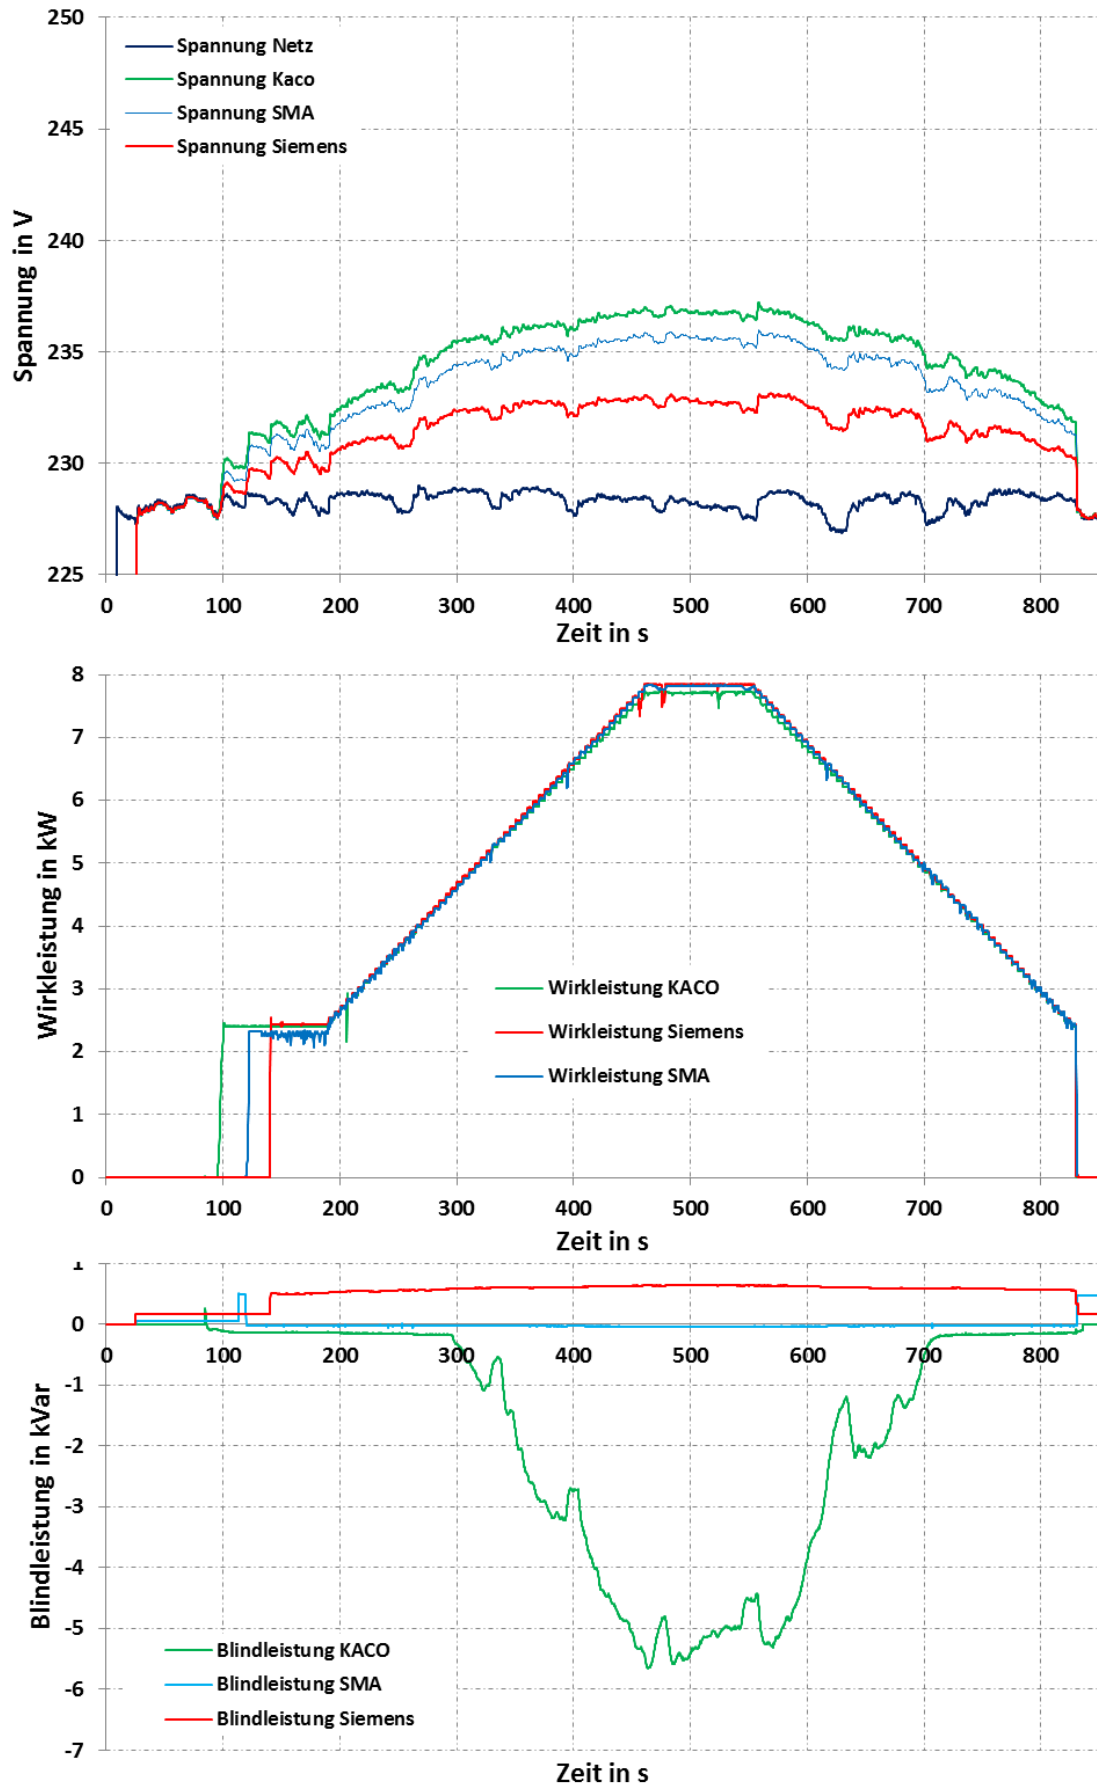 250
Spannung Netz
Spannung Kaco
Spannung SMA
Spannung Siemens
245
240
235
230
225
Spannung in V
0 100 200 300 400 500 600 700 800
Zeit in s
8
7
6
5
4
3
2
1
0
Wirkleistung in kW
Wirkleistung KACO
Wirkleistung Siemens
Wirkleistung SMA
0 100 200 300 400 500 600 700 800
Zeit in s
1
0
0 100 200 300 400 500 600 700 800
-1
-2
-3
-4
-5
-6
-7
Blindleistung in kVar
Blindleistung KACO
Blindleistung SMA
Blindleistung Siemens
Zeit in s